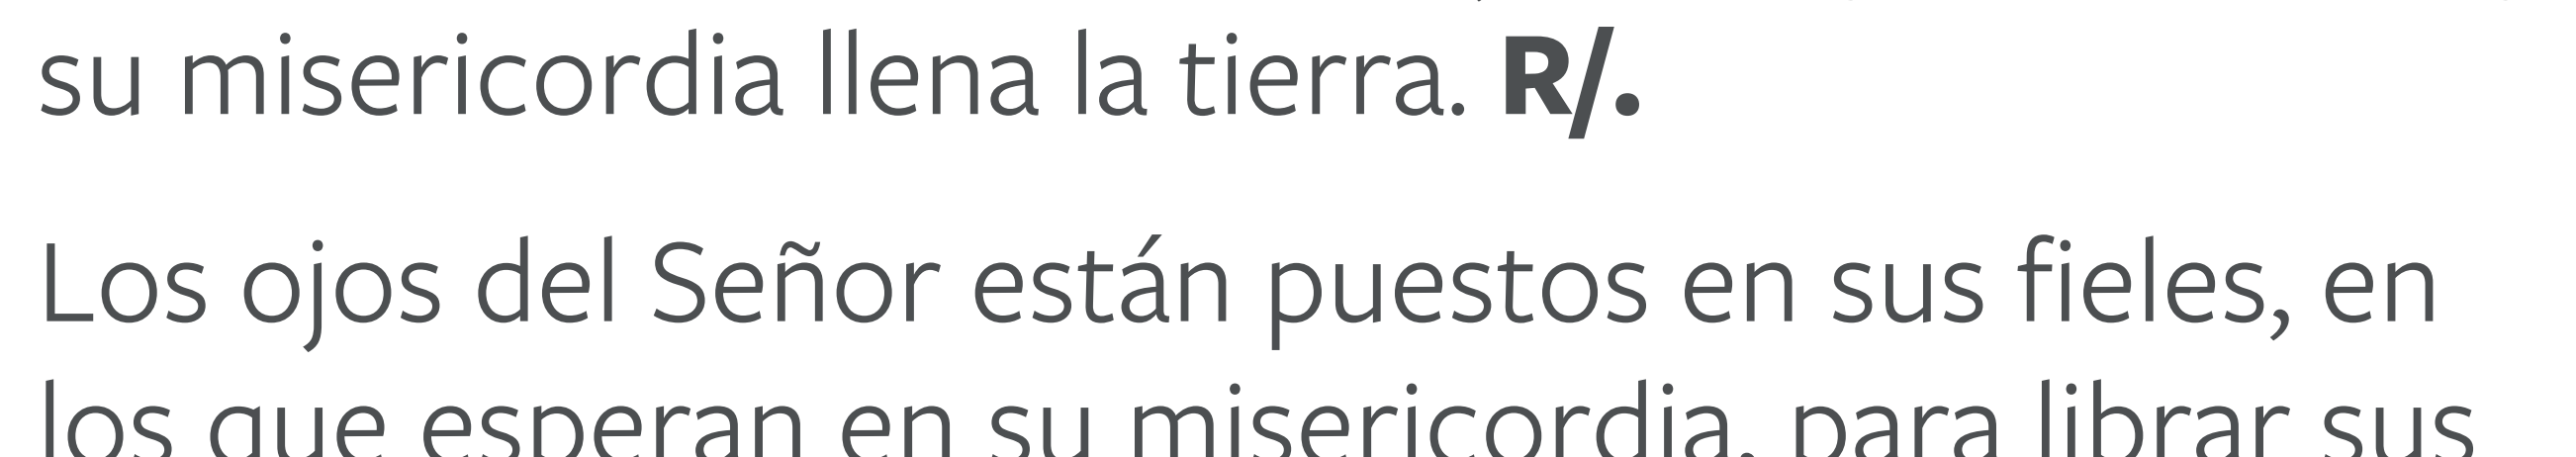 su misericordia llena la tierra. R/.
Los ojos del Señor están puestos en sus fieles, en
los que esperan en su misericordia, para librar sus